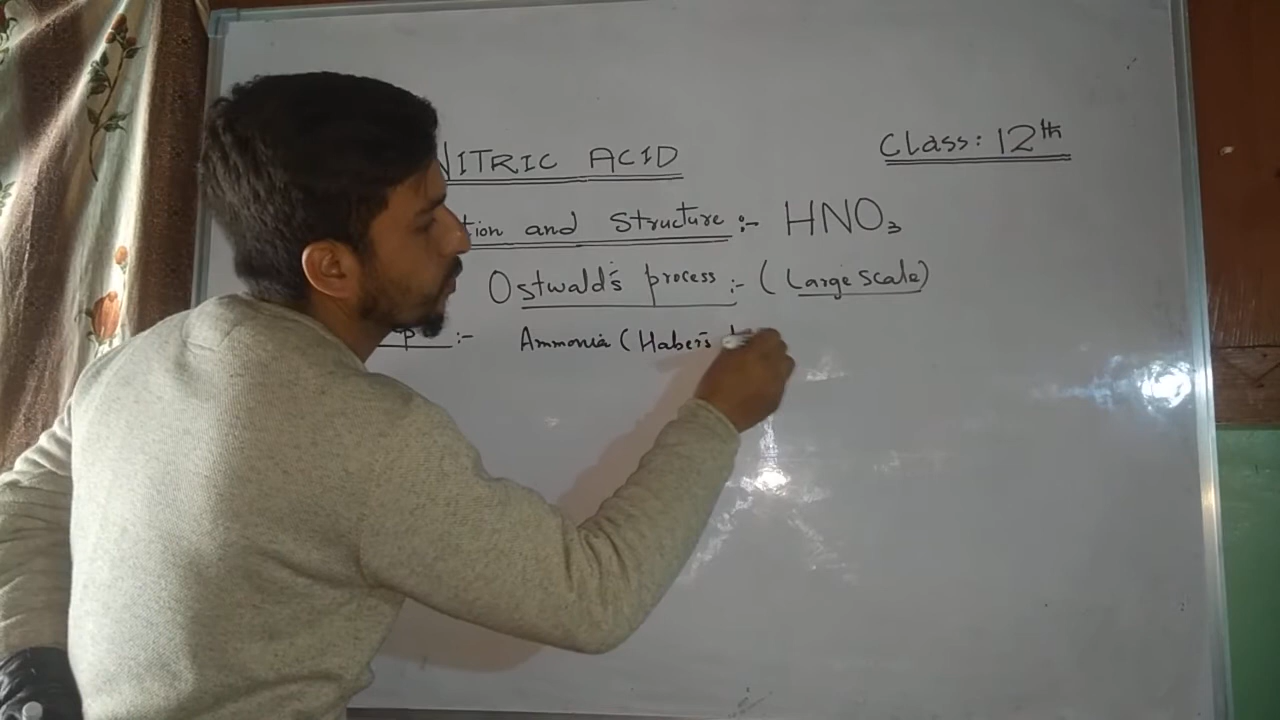 NITRIC ACID
Class: 12th
tion and Structure :- HNO₃
Ostwald's process :- (Large scale)
p :- Ammonia (Haber's